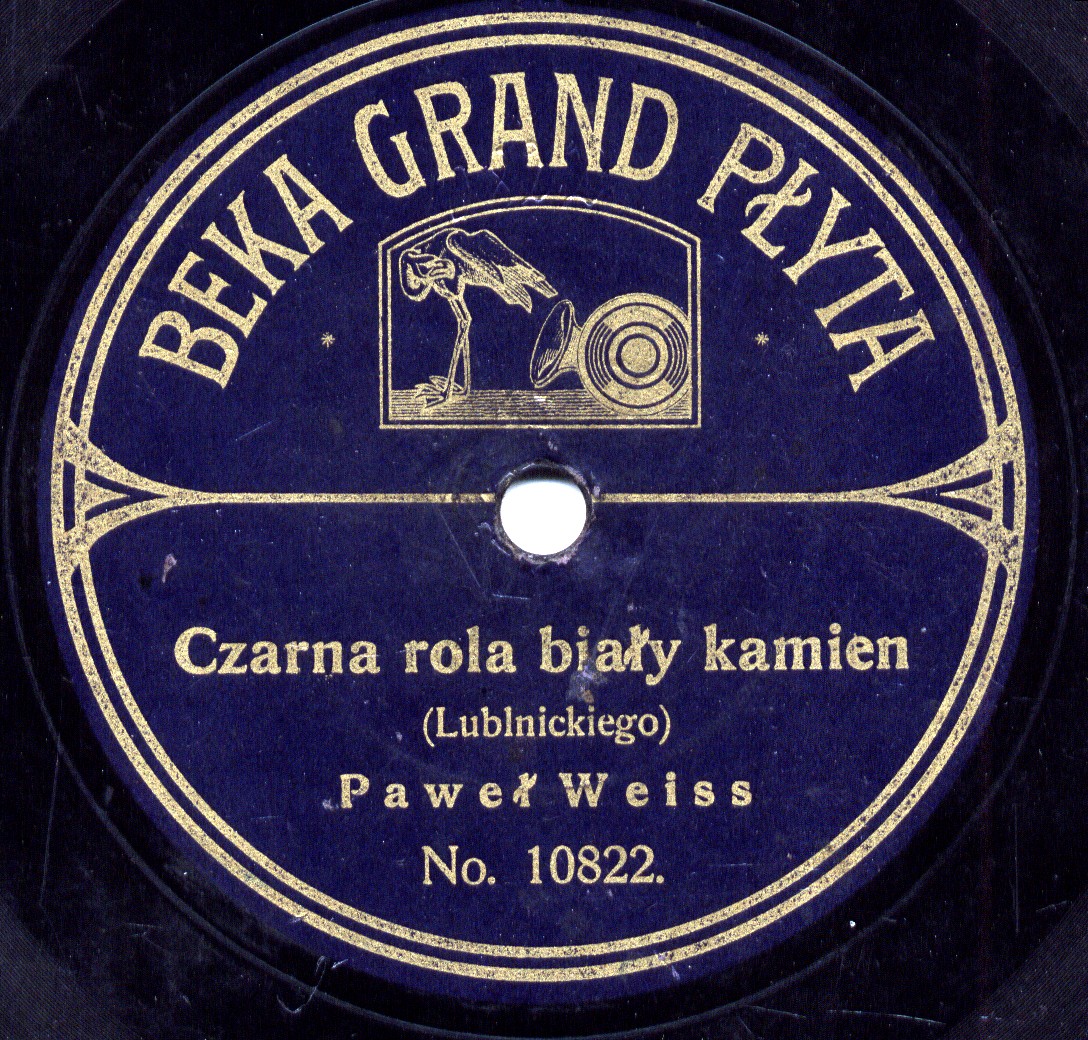 BEKA GRAND PŁYTA
Czarna rola biały kamien
(Lublnickiego)
Paweł Weiss
No. 10822.